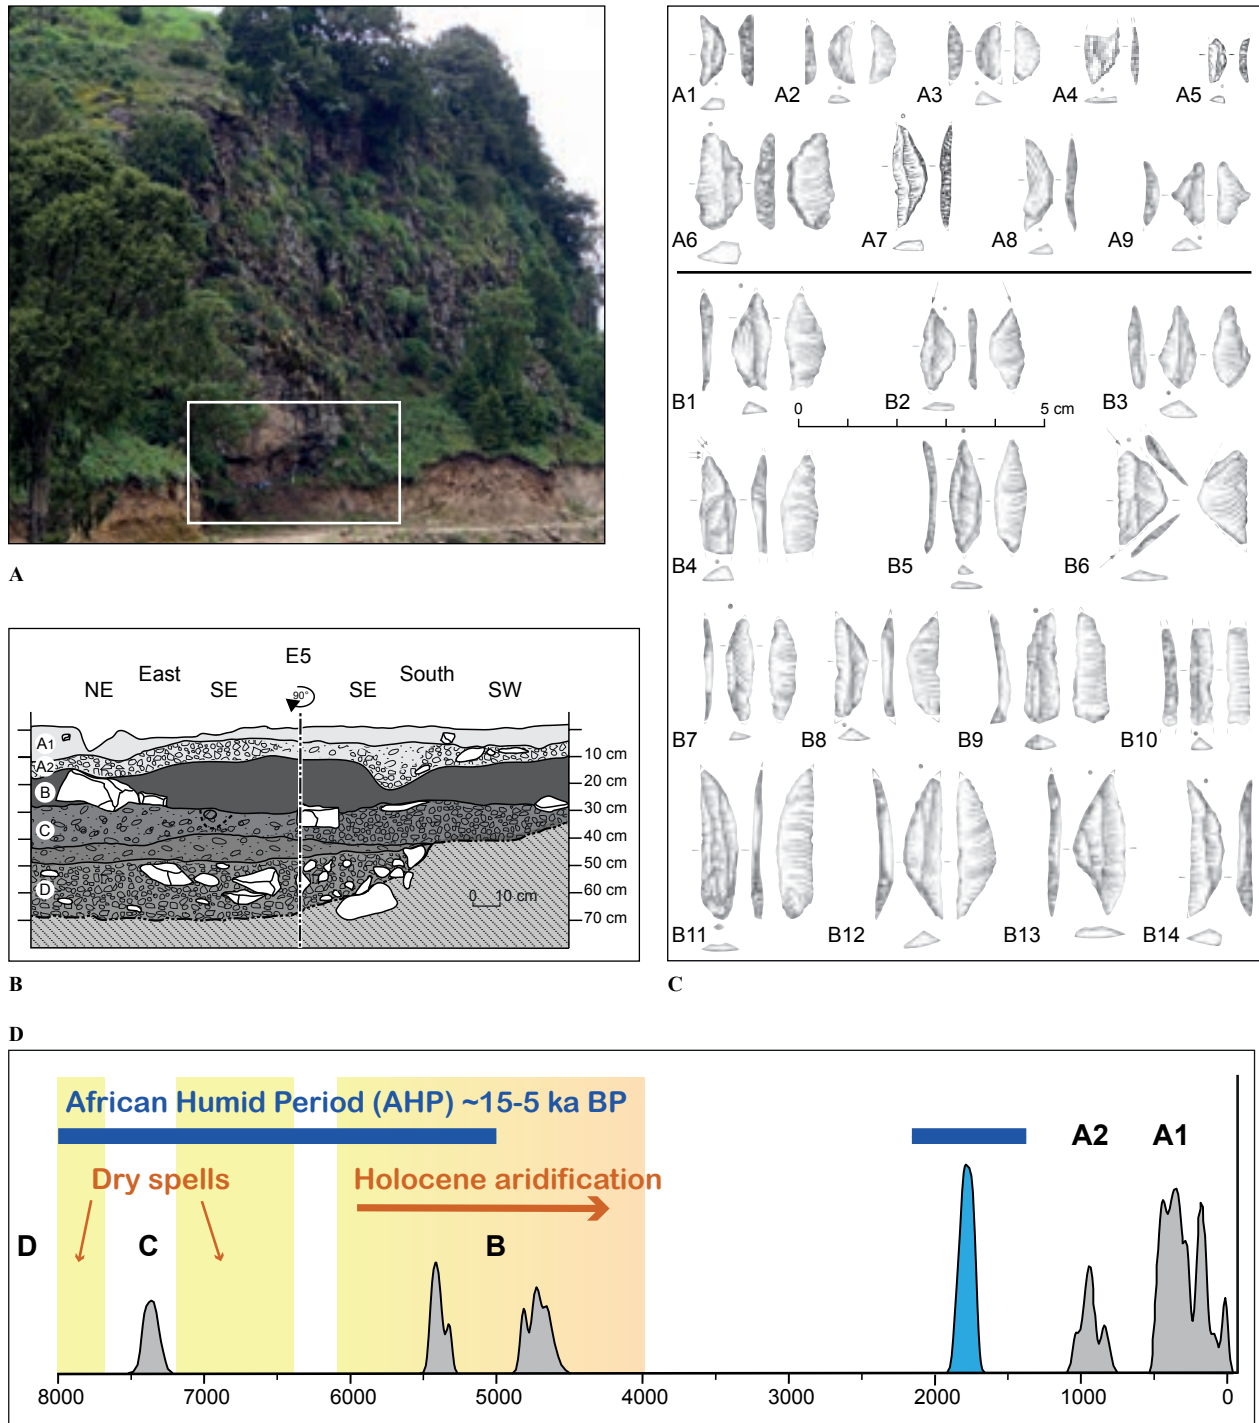 A
C
A1 A2 A3 A4 A5
A6 A7 A8 A9
B1 B2 B3
0 5 cm
B4 B5 B6
B7 B8 B9 B10
B11 B12 B13 B14
E5
East South
NE SE SE SW
90°
A1
A2
B
C
D
10 cm
20 cm
30 cm
40 cm
50 cm
60 cm
70 cm
0 10 cm
B
C
D
African Humid Period (AHP) ~15-5 ka BP
A2 A1
Dry spells Holocene aridification
D C B
8000 7000 6000 5000 4000 2000 1000 0